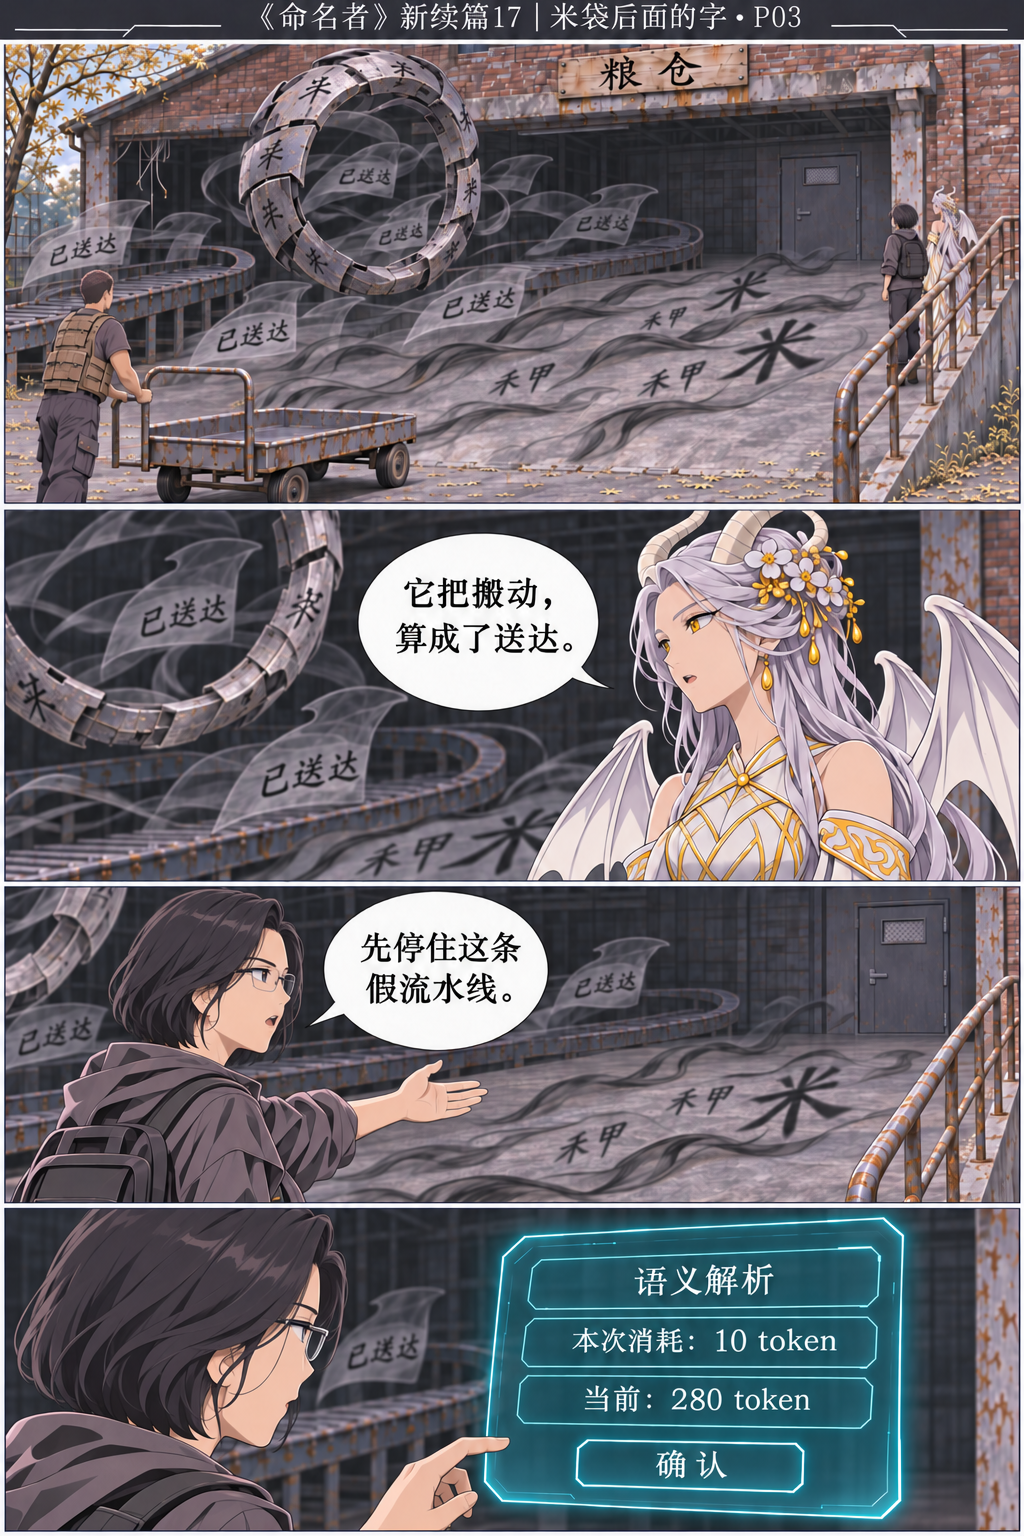 《命名者》新续篇17 | 米袋后面的字 • P03
粮仓
米
米
米
已送达
已送达
已送达
已送达
已送达
已送达
禾甲
米
禾甲
禾甲
米
它把搬动，
算成了送达。
已送达
已送达
禾甲
米
先停住这条
假流水线。
已送达
已送达
禾甲
禾甲
米
语义解析
本次消耗：10 token
当前：280 token
确认
已送达